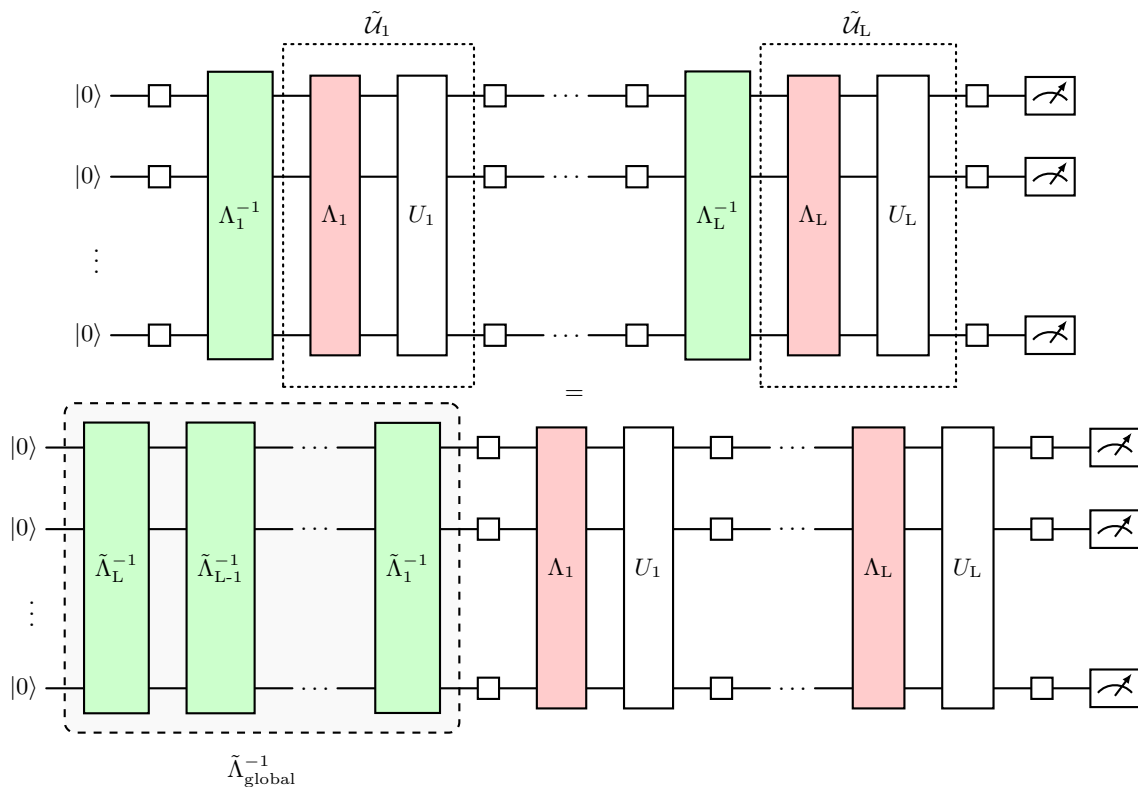 Ũ₁ Ũ_L
|0⟩ ··· 
|0⟩ ··· 
Λ₁⁻¹ Λ₁ U₁ Λ_L⁻¹ Λ_L U_L
⋮
|0⟩ ··· 
=
|0⟩ ··· ···
|0⟩ ··· ···
Λ̃_L⁻¹ Λ̃_L-1⁻¹ Λ̃₁⁻¹ Λ₁ U₁ Λ_L U_L
⋮
|0⟩ ··· ···
Λ̃_global⁻¹